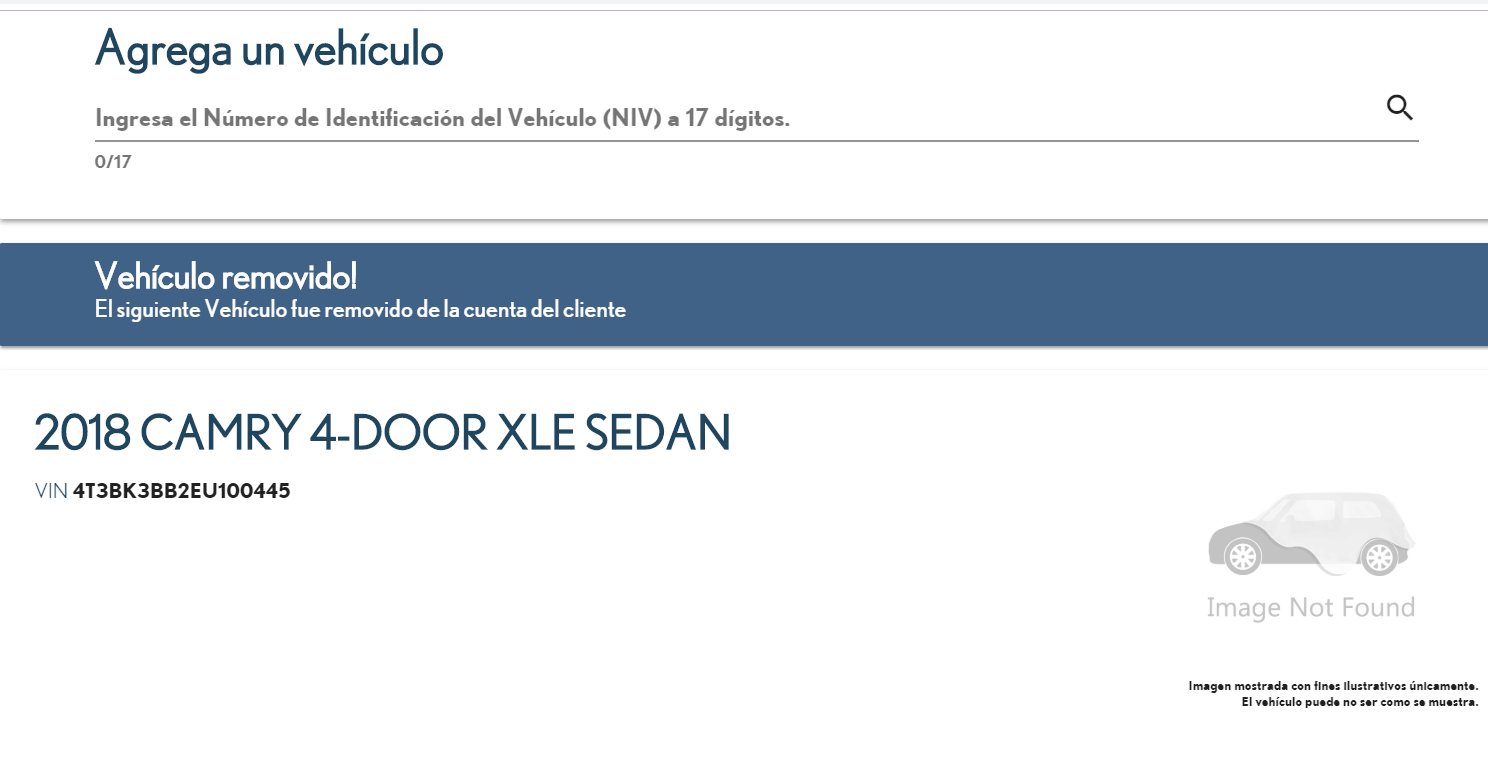 Agrega un vehículo
Ingresa el Número de Identificación del Vehículo (NIV) a 17 dígitos.
0/17
Vehículo removido!
El siguiente Vehículo fue removido de la cuenta del cliente
2018 CAMRY 4-DOOR XLE SEDAN
VIN 4T3BK3BB2EU100445
Image Not Found
Imagen mostrada con fines ilustrativos únicamente.
El vehículo puede no ser como se muestra.